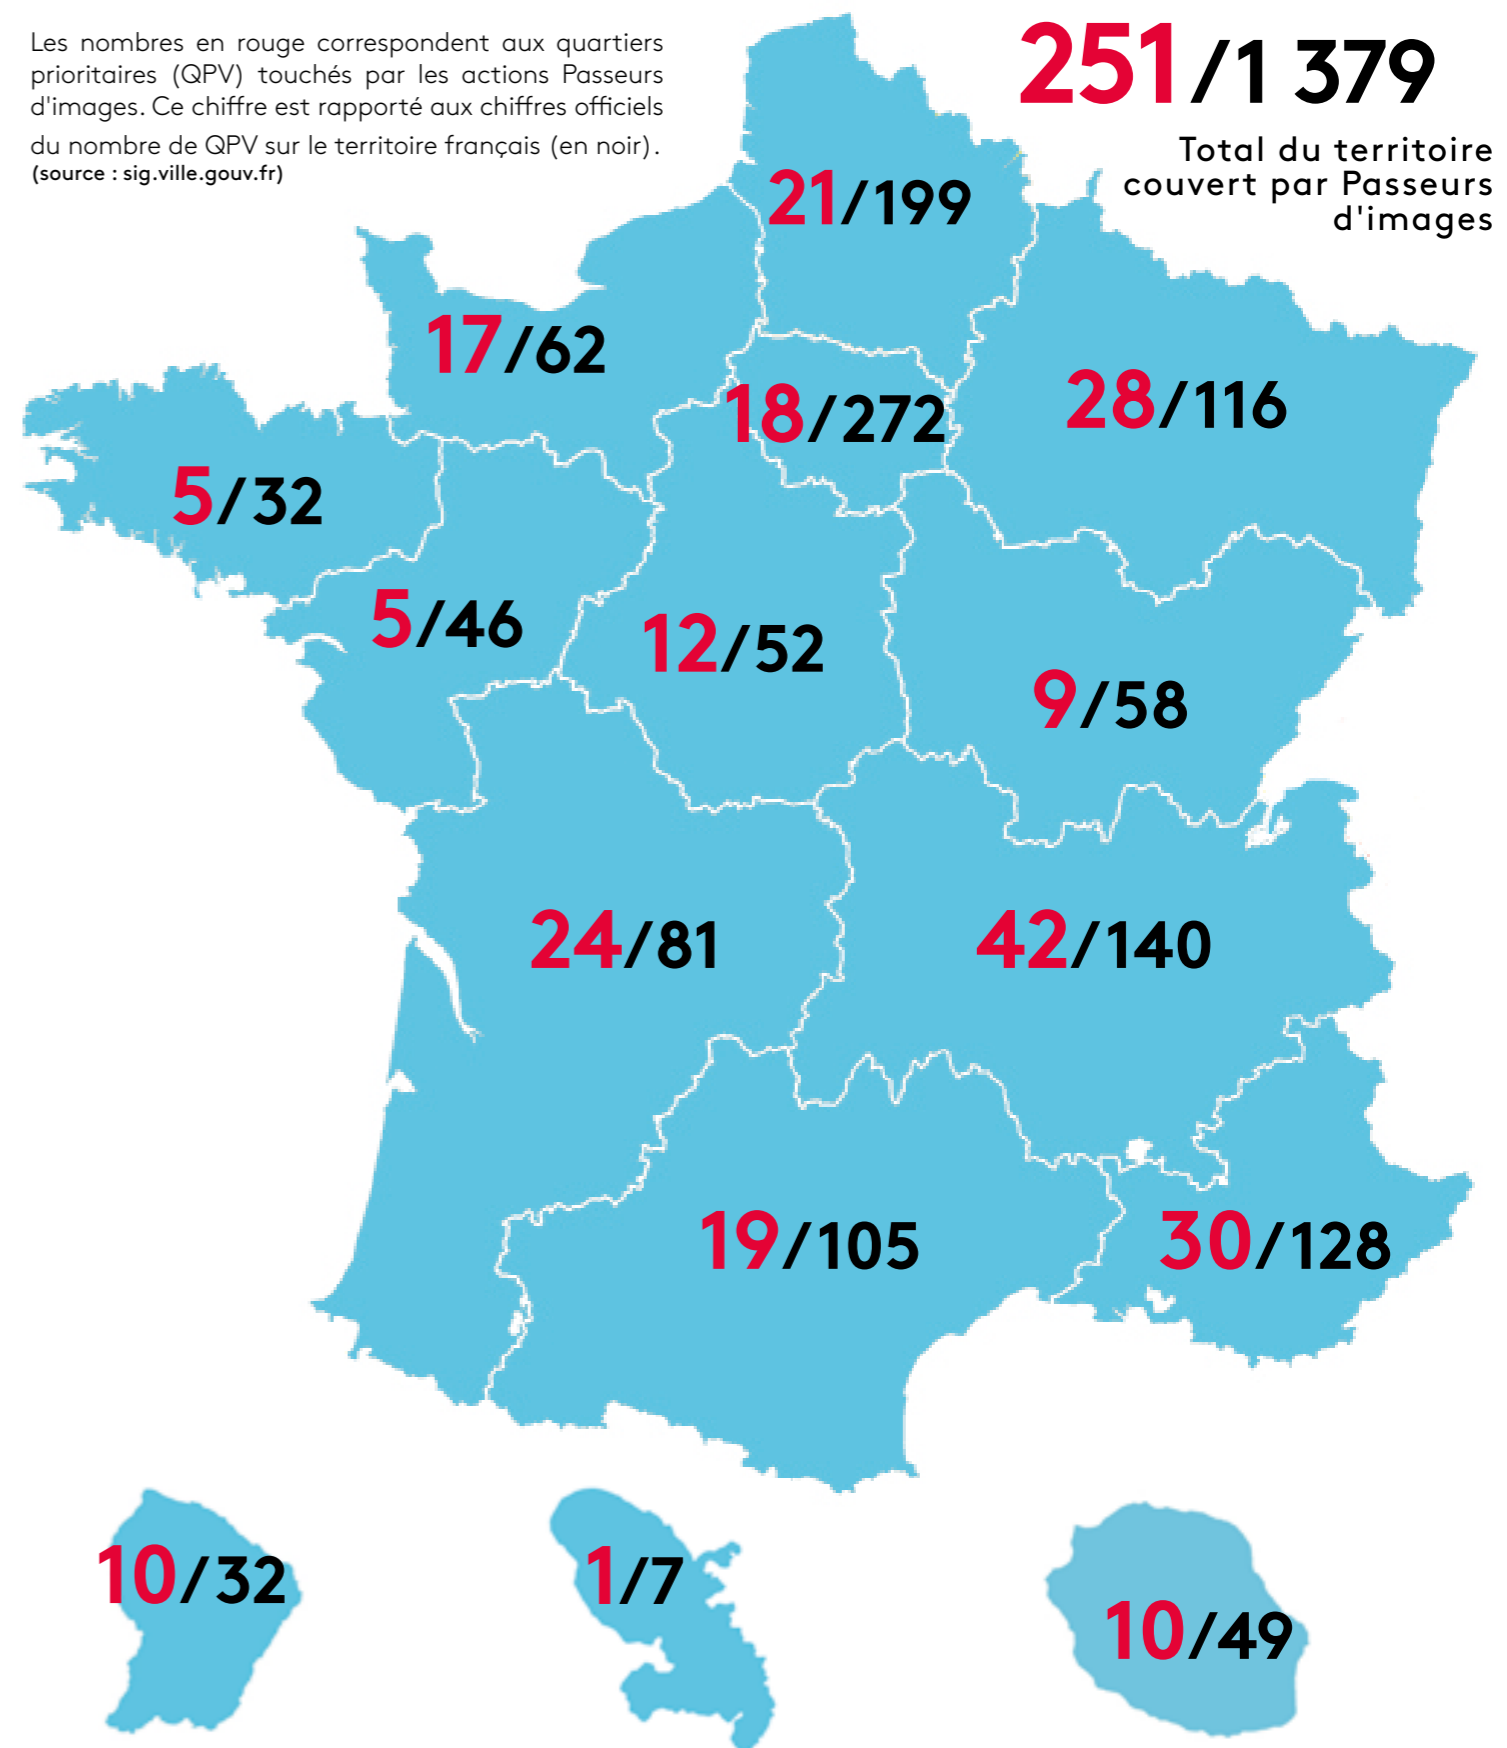 Les nombres en rouge correspondent aux quartiers
prioritaires (QPV) touchés par les actions Passeurs
d'images. Ce chiffre est rapporté aux chiffres officiels
du nombre de QPV sur le territoire français (en noir).
(source : sig.ville.gouv.fr)
251/1 379
Total du territoire
couvert par Passeurs
d'images
21/199
17/62
18/272
28/116
5/32
5/46
12/52
9/58
24/81
42/140
19/105
30/128
10/32
1/7
10/49